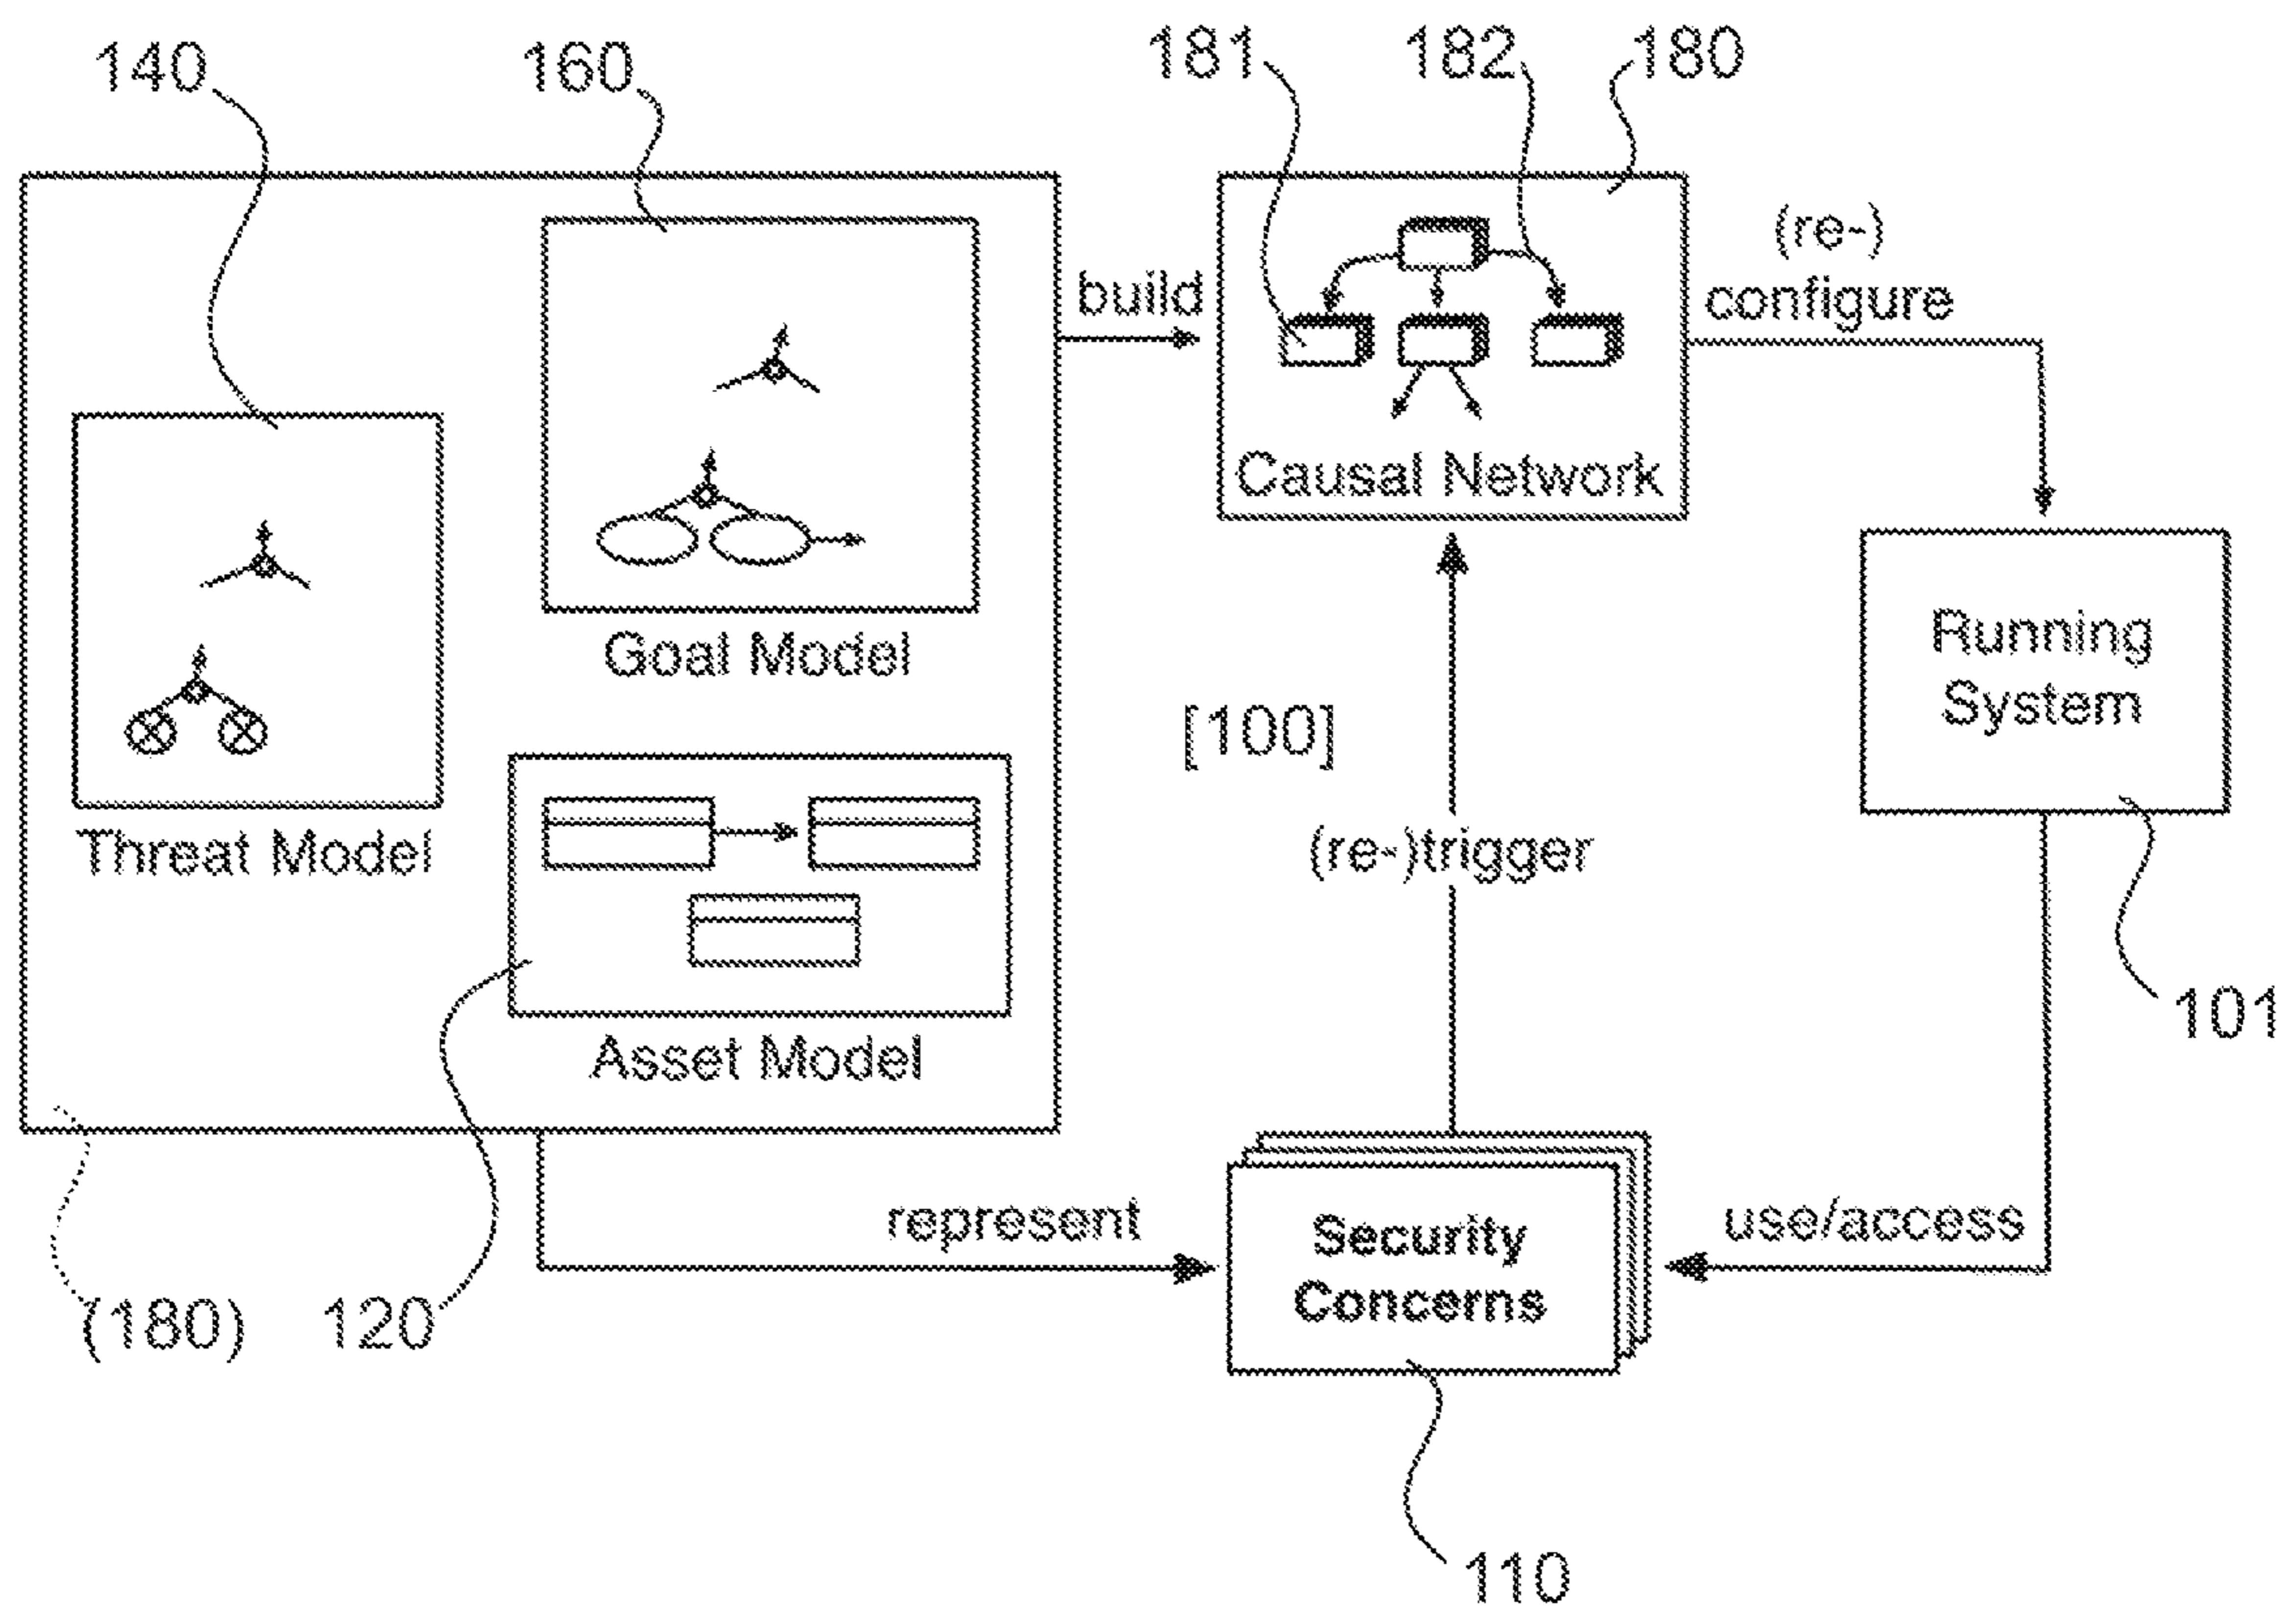 140
160
181
182
180
(re-)
configure
build
Causal Network
Goal Model
Running
System
[100]
Threat Model
(re-)trigger
101
Asset Model
represent
use/access
Security
Concerns
(180)
120
110